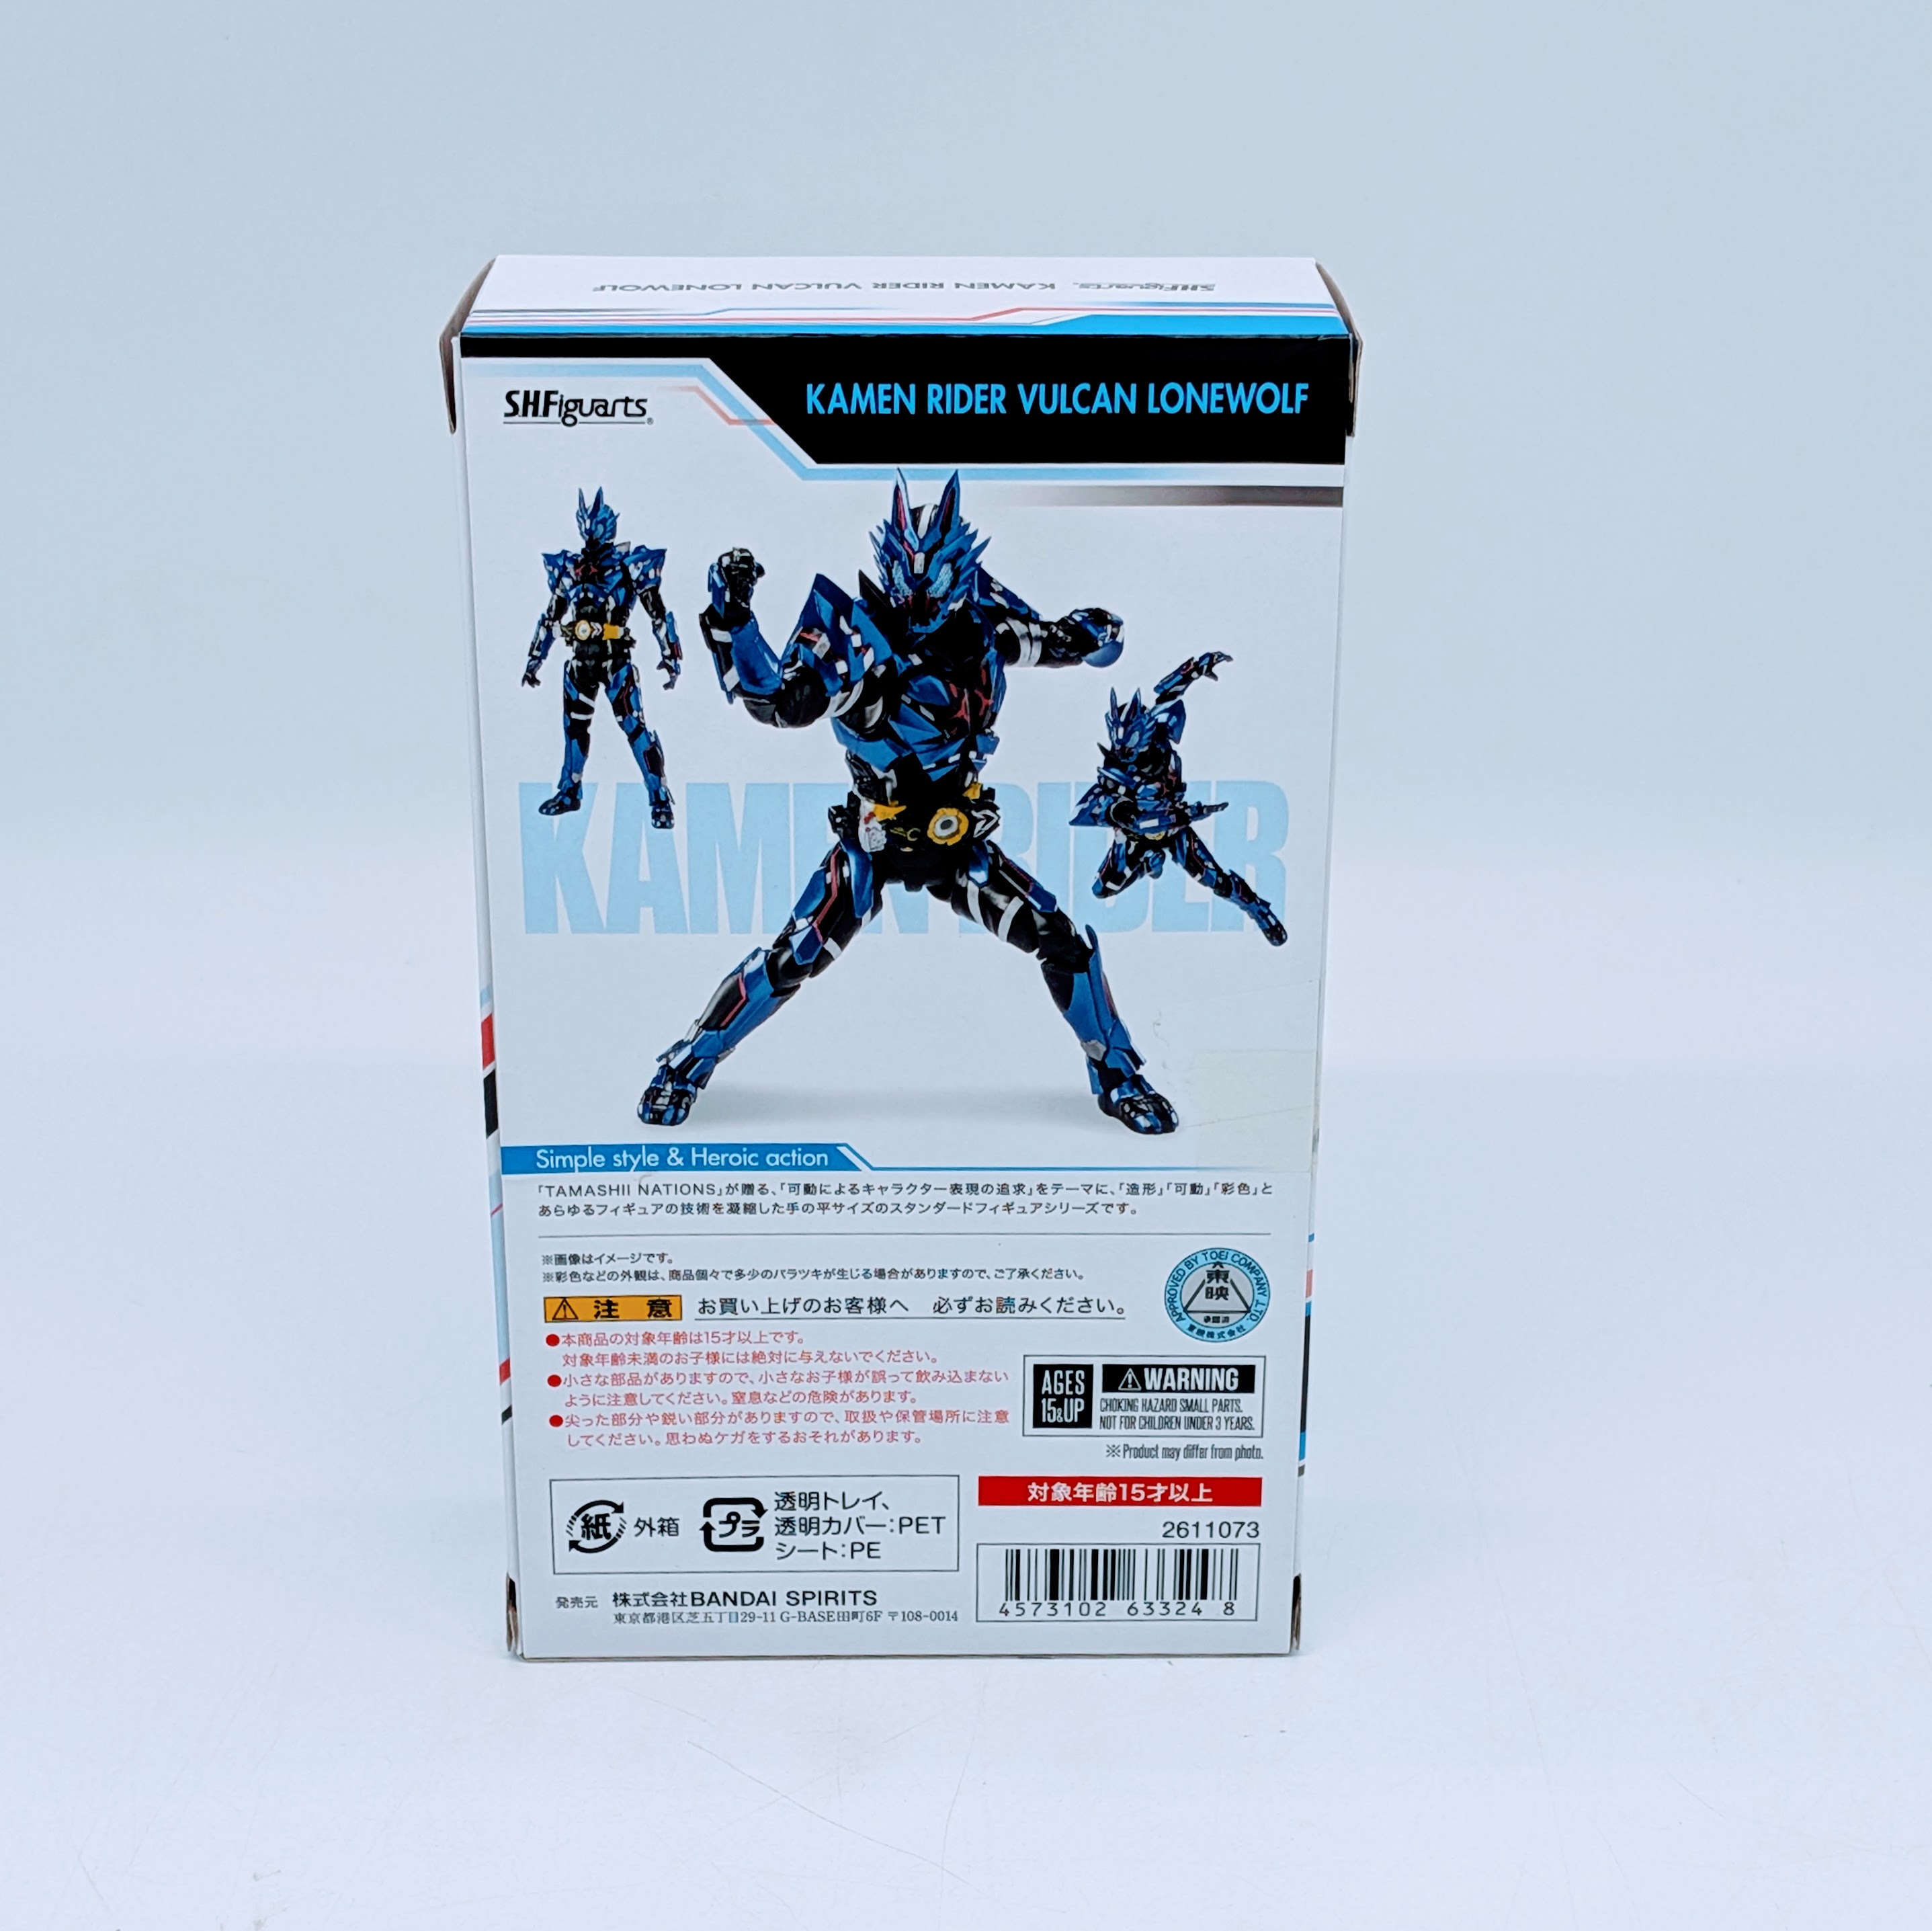 S.H.Figuarts. KAMEN RIDER VULCAN LONEWOLF
S.H.Figuarts®
KAMEN RIDER VULCAN LONEWOLF
KAMEN RIDER
Simple style & Heroic action
「TAMASHII NATIONS」が贈る、「可動によるキャラクター表現の追求」をテーマに、「造形」「可動」「彩色」と
あらゆるフィギュアの技術を凝縮した手の平サイズのスタンダードフィギュアシリーズです。
※画像はイメージです。
※彩色などの外観は、商品個々で多少のバラツキが生じる場合がありますので、ご了承ください。
⚠注 意 お買い上げのお客様へ 必ずお読みください。
●本商品の対象年齢は15才以上です。
対象年齢未満のお子様には絶対に与えないでください。
●小さな部品がありますので、小さなお子様が誤って飲み込まない
ように注意してください。窒息などの危険があります。
●尖った部分や鋭い部分がありますので、取扱や保管場所に注意
してください。思わぬケガをするおそれがあります。
APPROVED BY TOEI COMPANY, LTD.
東映
東映株式会社
AGES
15&UP
⚠WARNING
CHOKING HAZARD SMALL PARTS.
NOT FOR CHILDREN UNDER 3 YEARS.
※Product may differ from photo.
紙 外箱
プラ 透明トレイ、
透明カバー:PET
シート:PE
対象年齢15才以上
2611073
4573102 63324 8
発売元 株式会社BANDAI SPIRITS
東京都港区芝五丁目29-11 G-BASE田町6F 〒108-0014